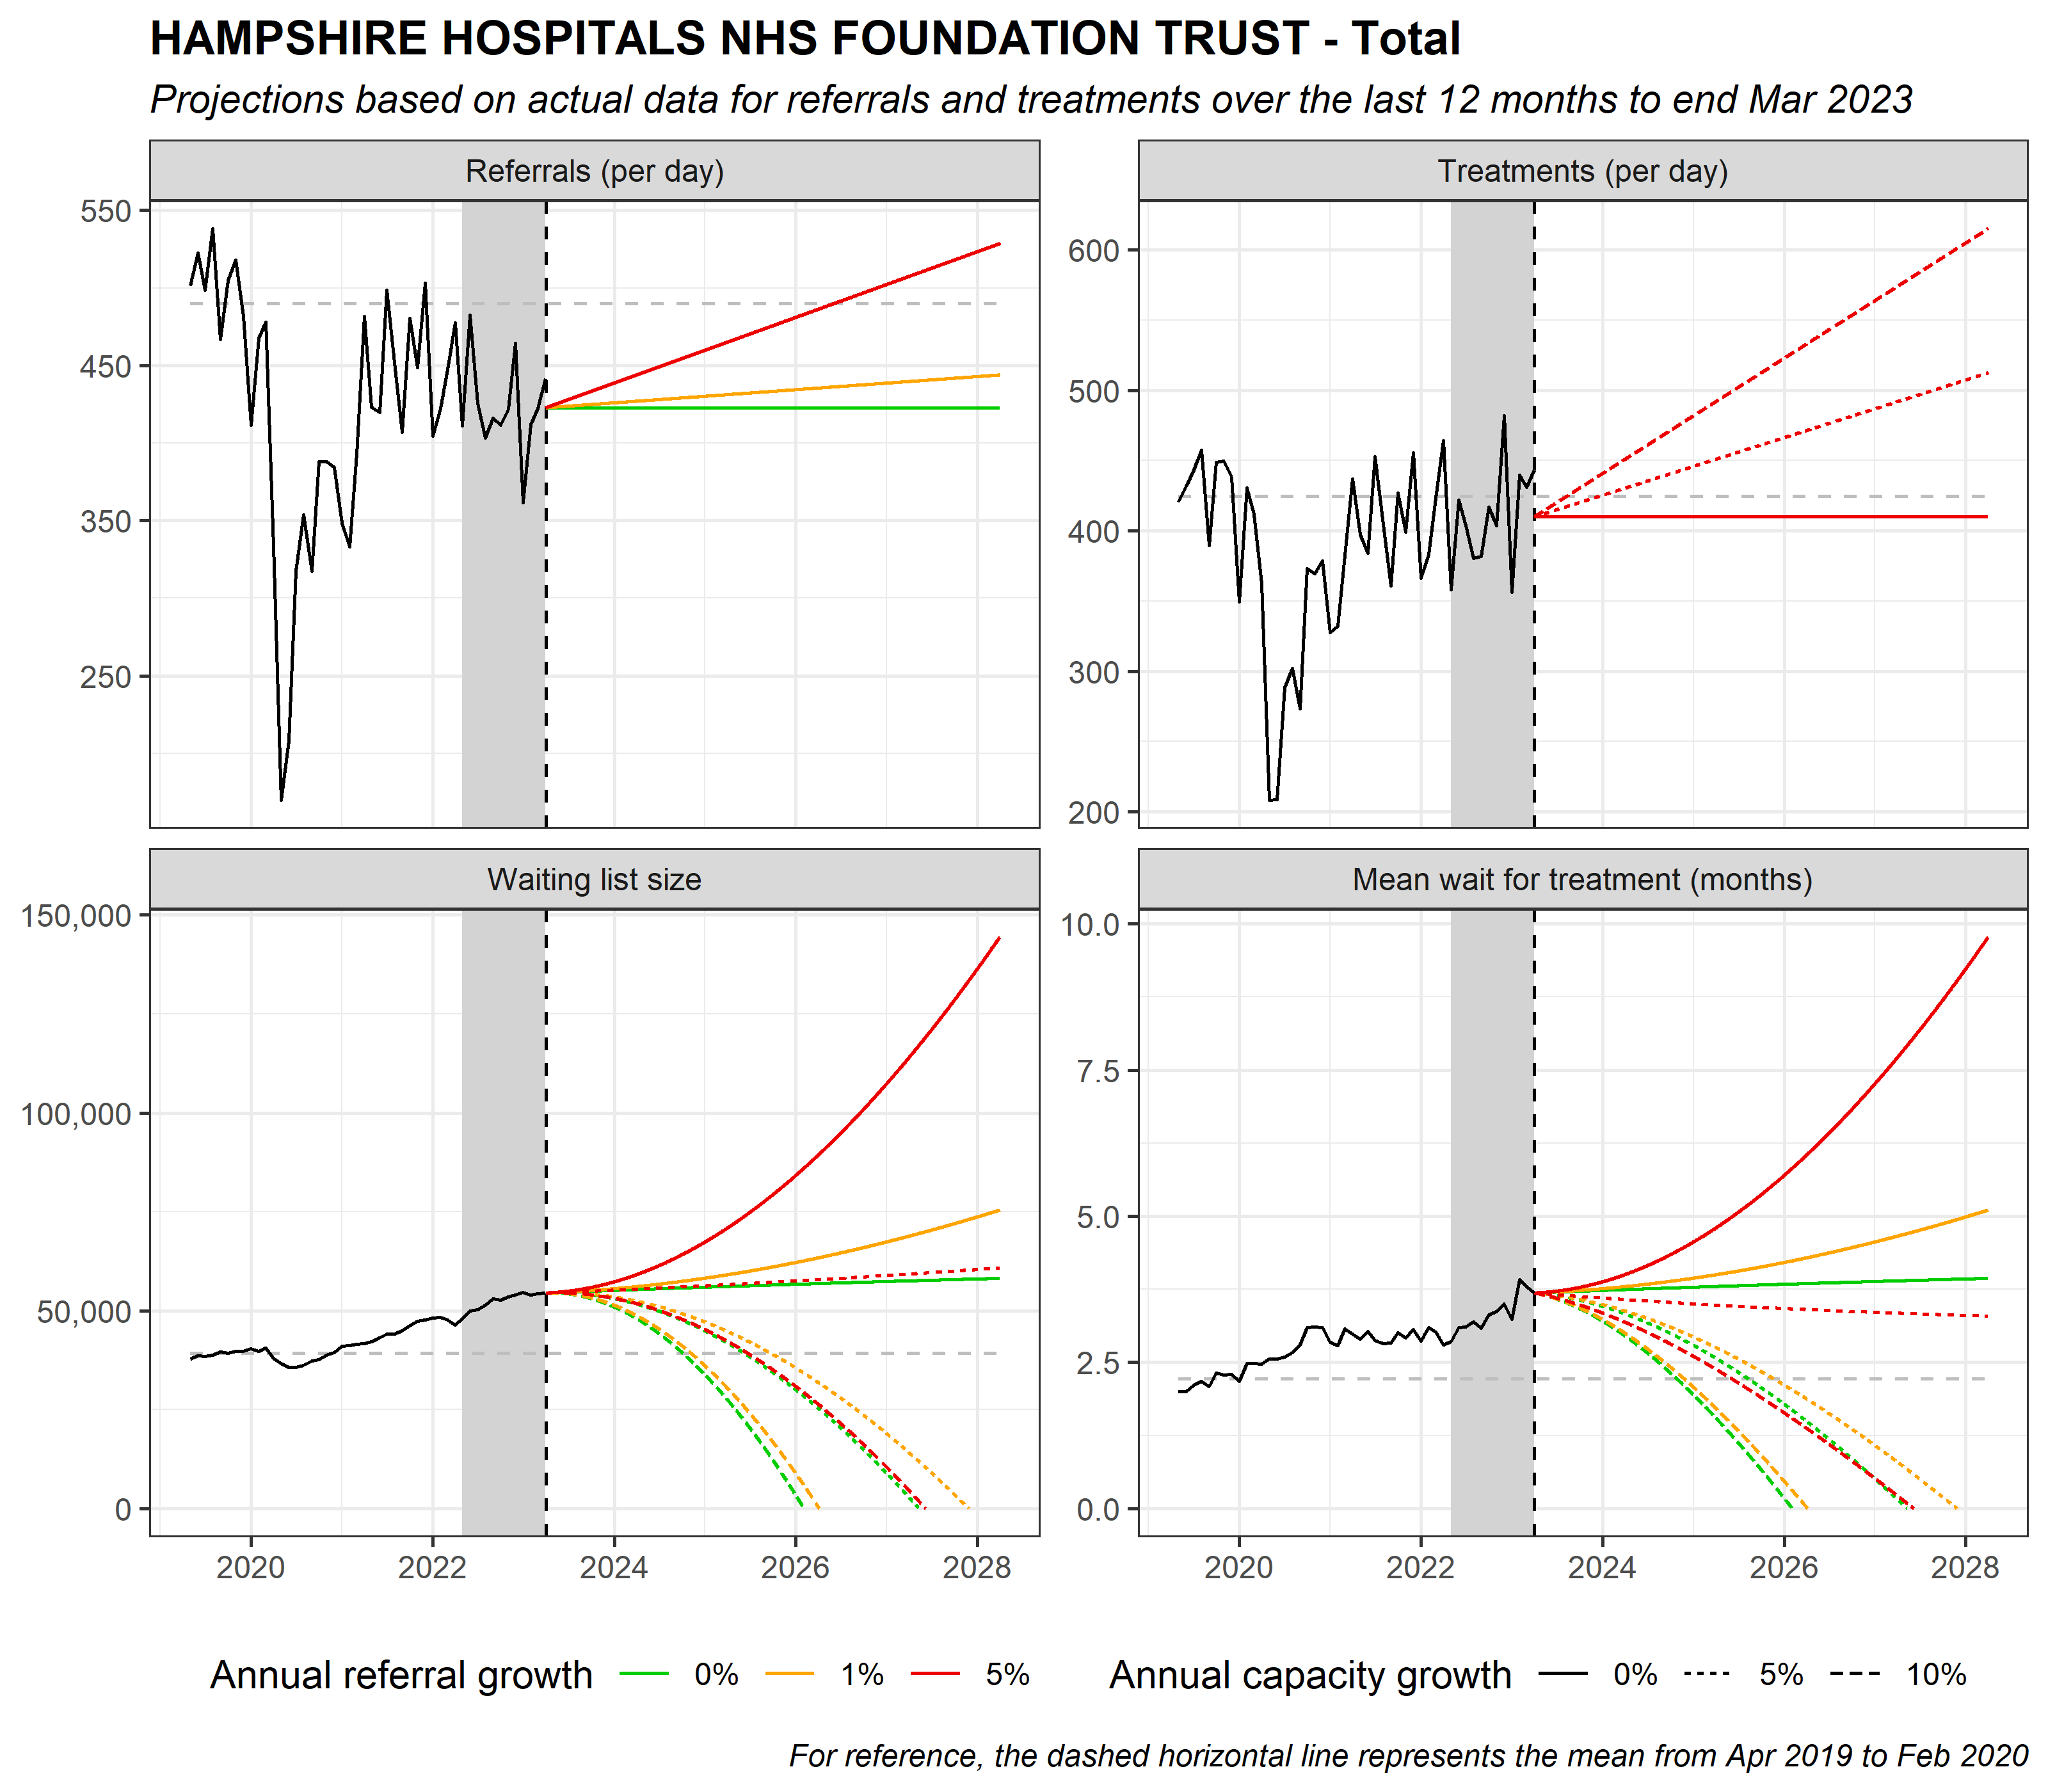 HAMPSHIRE HOSPITALS NHS FOUNDATION TRUST - Total
Projections based on actual data for referrals and treatments over the last 12 months to end Mar 2023
Referrals (per day)
550
450
350
250
Treatments (per day)
600
500
400
300
200
Waiting list size
150,000
100,000
50,000
0
2020 2022 2024 2026 2028
Mean wait for treatment (months)
10.0
7.5
5.0
2.5
0.0
2020 2022 2024 2026 2028
Annual referral growth 0% 1% 5%
Annual capacity growth 0% 5% 10%
For reference, the dashed horizontal line represents the mean from Apr 2019 to Feb 2020